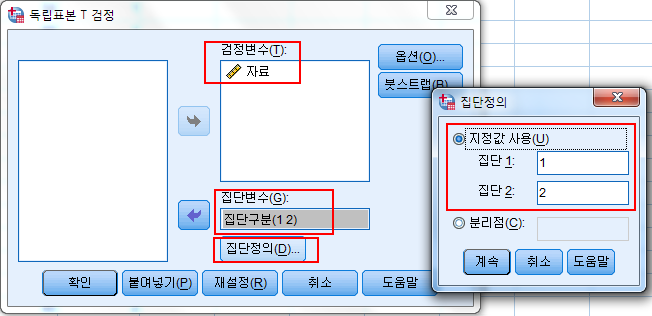 독립표본 T 검정
검정변수(T):
자료
옵션(O)...
붓스트랩(B)
집단변수(G):
집단구분(1 2)
집단정의(D)...
확인
붙여넣기(P)
재설정(R)
취소
도움말
집단정의
지정값 사용(U)
집단 1:
1
집단 2:
2
분리점(C):
계속
취소
도움말